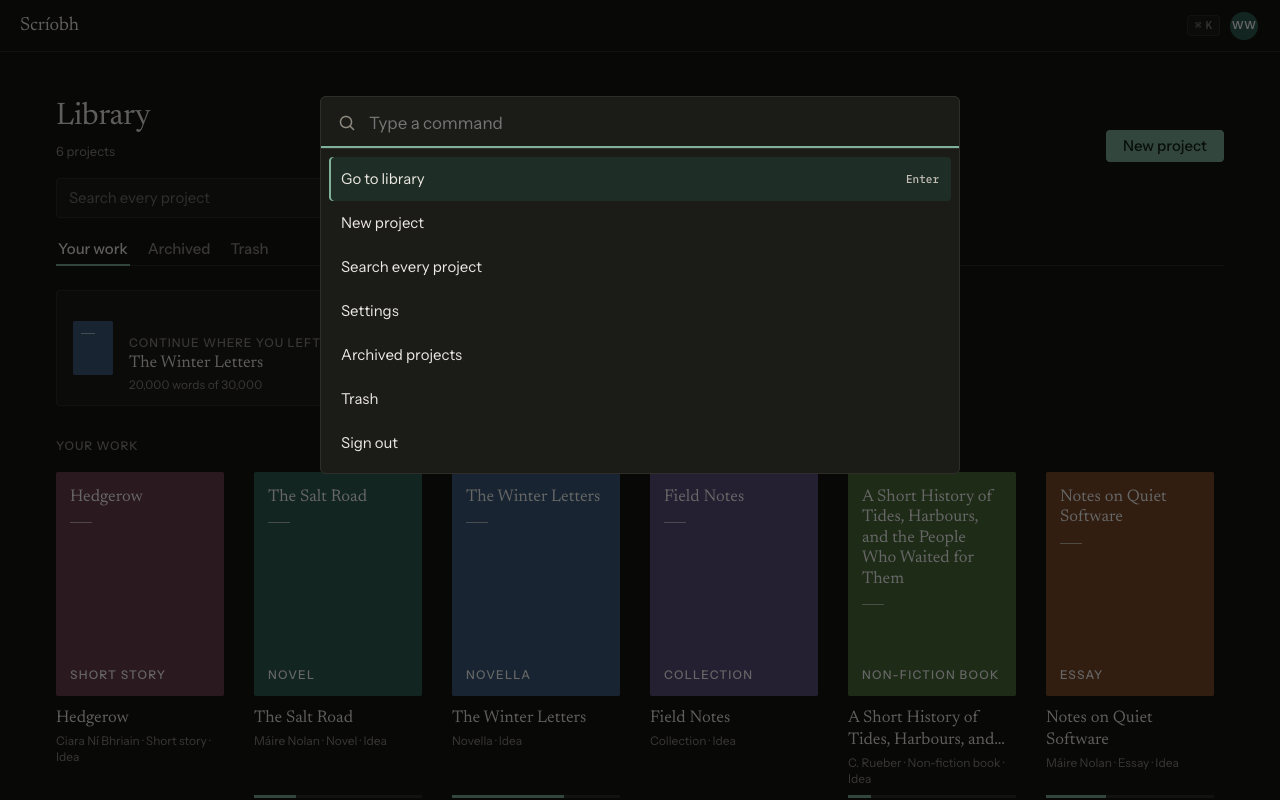 Scríobh
⌘ K
WW
Library
6 projects
New project
Search every project
Your work
Archived
Trash
Type a command
Go to library
Enter
New project
Search every project
Settings
Archived projects
Trash
Sign out
CONTINUE WHERE YOU LEFT
The Winter Letters
20,000 words of 30,000
YOUR WORK
Hedgerow
SHORT STORY
Hedgerow
Ciara Ní Bhriain · Short story ·
Idea
The Salt Road
NOVEL
The Salt Road
Máire Nolan · Novel · Idea
The Winter Letters
NOVELLA
The Winter Letters
Novella · Idea
Field Notes
COLLECTION
Field Notes
Collection · Idea
A Short History of
Tides, Harbours,
and the People
Who Waited for
Them
NON-FICTION BOOK
A Short History of
Tides, Harbours, and...
C. Rueber · Non-fiction book ·
Idea
Notes on Quiet
Software
ESSAY
Notes on Quiet
Software
Máire Nolan · Essay · Idea